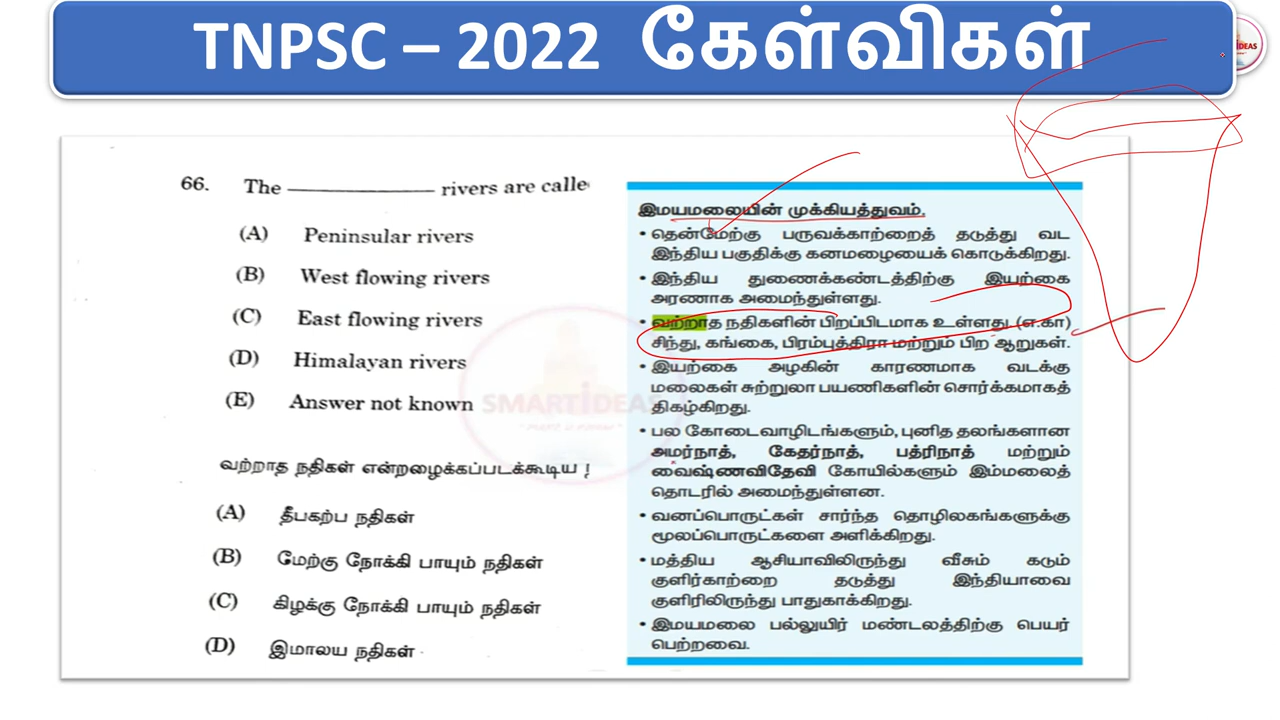 TNPSC – 2022 கேள்விகள்
66. The ____________ rivers are calle
(A) Peninsular rivers
(B) West flowing rivers
(C) East flowing rivers
(D) Himalayan rivers
(E) Answer not known
வற்றாத நதிகள் என்றழைக்கப்படக்கூடிய
(A) தீபகற்ப நதிகள்
(B) மேற்கு நோக்கி பாயும் நதிகள்
(C) கிழக்கு நோக்கி பாயும் நதிகள்
(D) இமாலய நதிகள்
இமயமலையின் முக்கியத்துவம்.
• தென்மேற்கு பருவக்காற்றைத் தடுத்து வட
இந்திய பகுதிக்கு கனமழையைக் கொடுக்கிறது.
• இந்திய துணைக்கண்டத்திற்கு இயற்கை
அரணாக அமைந்துள்ளது.
• வற்றாத நதிகளின் பிறப்பிடமாக உள்ளது. (எ.கா)
சிந்து, கங்கை, பிரம்புத்திரா மற்றும் பிற ஆறுகள்.
• இயற்கை அழகின் காரணமாக வடக்கு
மலைகள் சுற்றுலா பயணிகளின் சொர்க்கமாகத்
திகழ்கிறது.
• பல கோடைவாழிடங்களும், புனித தலங்களான
அமர்நாத், கேதர்நாத், பத்ரிநாத் மற்றும்
வைஷ்ணவிதேவி கோயில்களும் இம்மலைத்
தொடரில் அமைந்துள்ளன.
• வனப்பொருட்கள் சார்ந்த தொழிலகங்களுக்கு
மூலப்பொருட்களை அளிக்கிறது.
• மத்திய ஆசியாவிலிருந்து வீசும் கடும்
குளிர்காற்றை தடுத்து இந்தியாவை
குளிரிலிருந்து பாதுகாக்கிறது.
• இமயமலை பல்லுயிர் மண்டலத்திற்கு பெயர்
பெற்றவை.
SMART IDEAS